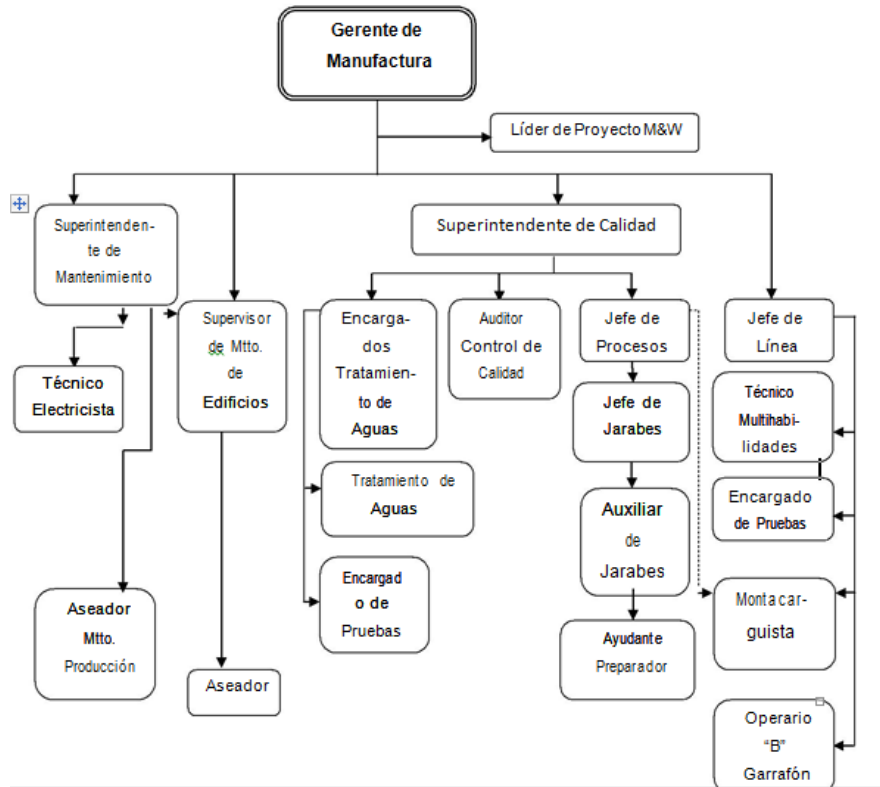 Gerente de
Manufactura
Líder de Proyecto M&W
Superintenden-
te de
Mantenimiento
Superintendente de Calidad
Supervisor
de Mtto.
de
Edificios
Encarga-
dos
Tratamien-
to de
Aguas
Auditor
Control de
Calidad
Jefe de
Procesos
Jefe de
Línea
Técnico
Electricista
Jefe de
Jarabes
Técnico
Multihabi-
lidades
Tratamiento de
Aguas
Auxiliar
de
Jarabes
Encargado
de Pruebas
Encargad
o de
Pruebas
Aseador
Mtto.
Producción
Montacar-
guista
Ayudante
Preparador
Aseador
Operario
“B”
Garrafón